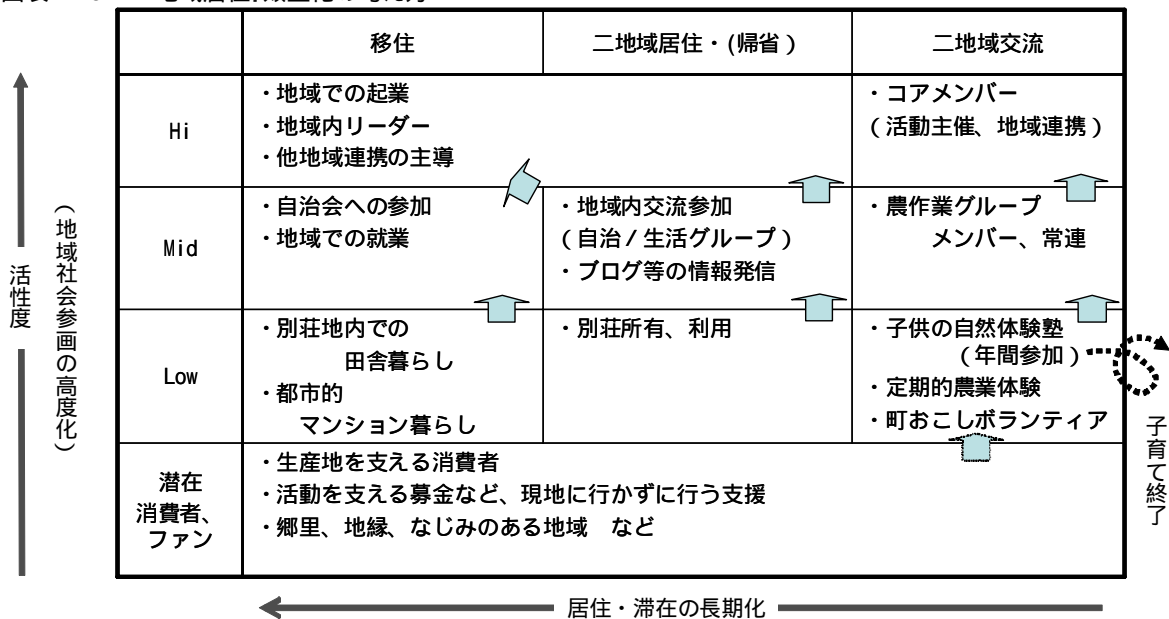 移住
二地域居住・(帰省)
二地域交流
Hi
・地域での起業
・地域内リーダー
・他地域連携の主導
・コアメンバー
(活動主催、地域連携)
Mid
・自治会への参加
・地域での就業
・地域内交流参加
(自治/生活グループ)
・ブログ等の情報発信
・農作業グループ
メンバー、常連
Low
・別荘地内での
田舎暮らし
・都市的
マンション暮らし
・別荘所有、利用
・子供の自然体験塾
(年間参加)
・定期的農業体験
・町おこしボランティア
潜在
消費者、
ファン
・生産地を支える消費者
・活動を支える募金など、現地に行かずに行う支援
・郷里、地縁、なじみのある地域 など
活性度
(地域社会参画の高度化)
子育て終了
居住・滞在の長期化